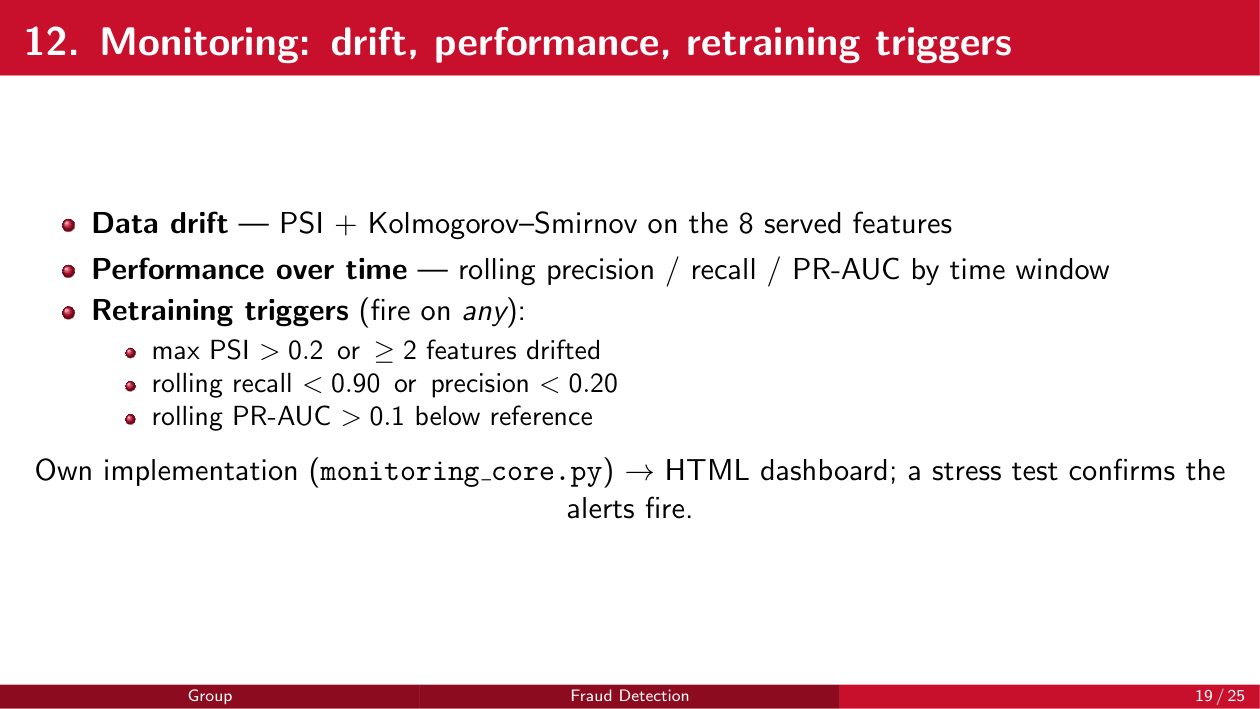 12. Monitoring: drift, performance, retraining triggers
Data drift — PSI + Kolmogorov–Smirnov on the 8 served features
Performance over time — rolling precision / recall / PR-AUC by time window
Retraining triggers (fire on any):
max PSI > 0.2 or ≥ 2 features drifted
rolling recall < 0.90 or precision < 0.20
rolling PR-AUC > 0.1 below reference
Own implementation (monitoring_core.py) → HTML dashboard; a stress test confirms the
alerts fire.
Group Fraud Detection 19 / 25